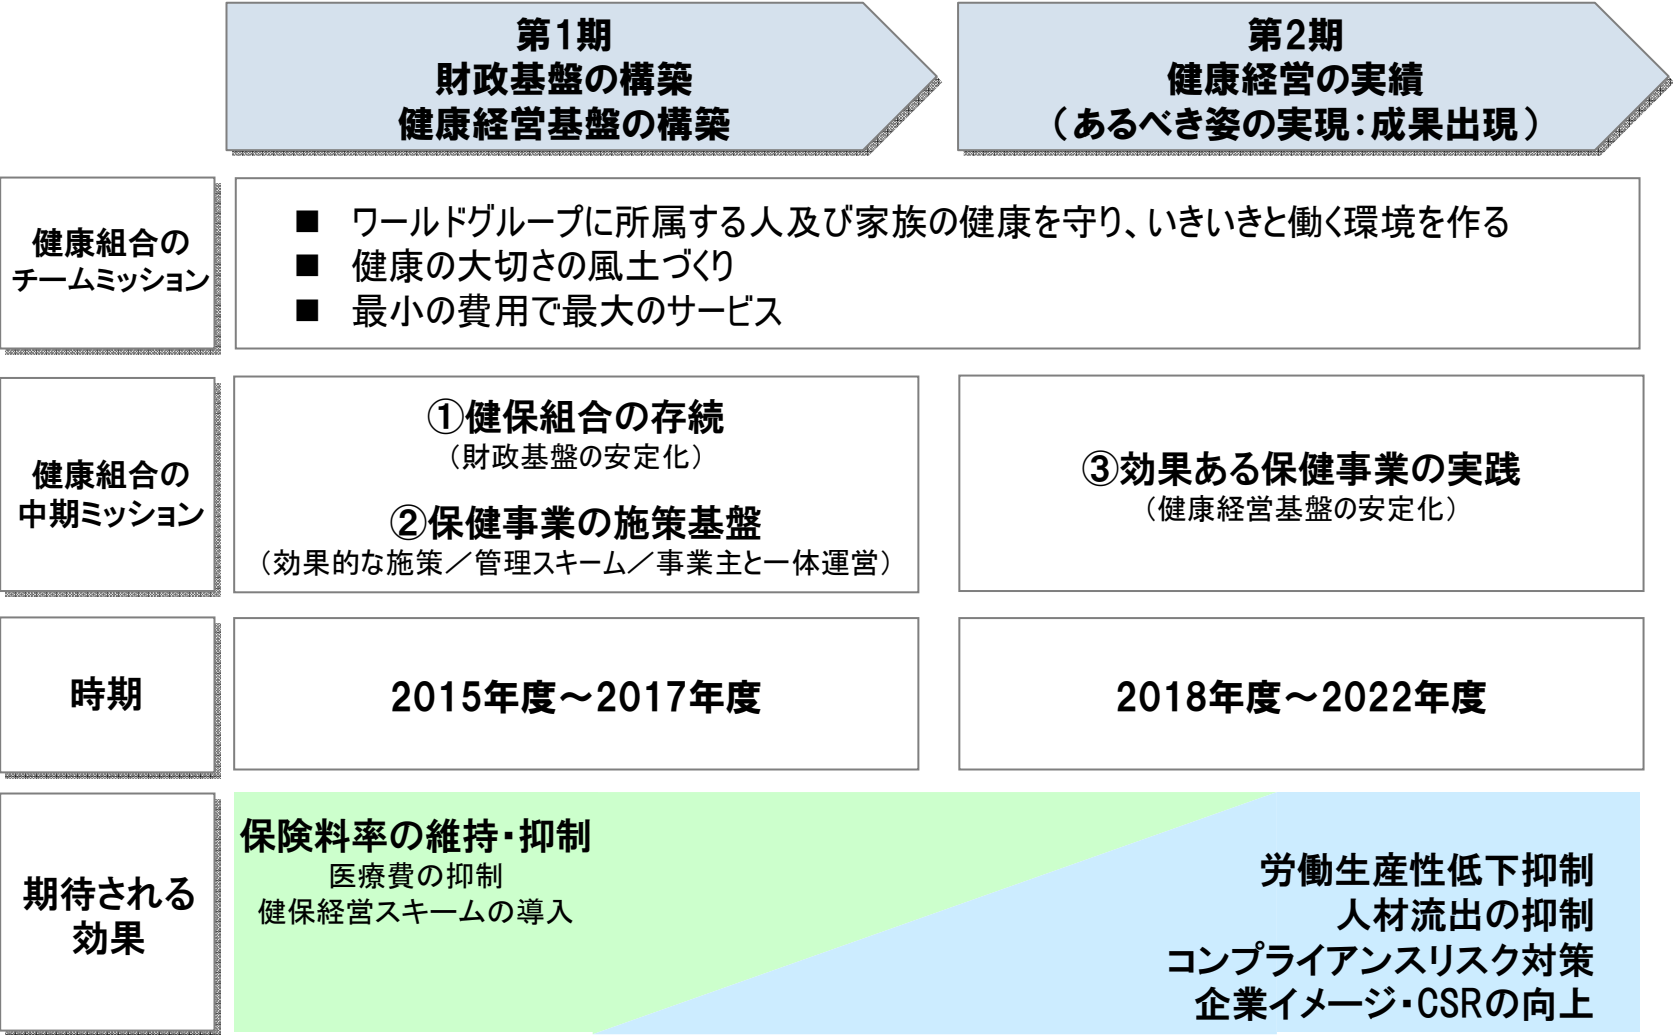 第1期
財政基盤の構築
健康経営基盤の構築
第2期
健康経営の実績
（あるべき姿の実現：成果出現）
健康組合の
チームミッション
■ ワールドグループに所属する人及び家族の健康を守り、いきいきと働く環境を作る
■ 健康の大切さの風土づくり
■ 最小の費用で最大のサービス
健康組合の
中期ミッション
①健保組合の存続
（財政基盤の安定化）
②保健事業の施策基盤
（効果的な施策／管理スキーム／事業主と一体運営）
③効果ある保健事業の実践
（健康経営基盤の安定化）
時期
2015年度～2017年度
2018年度～2022年度
期待される
効果
保険料率の維持・抑制
医療費の抑制
健保経営スキームの導入
労働生産性低下抑制
人材流出の抑制
コンプライアンスリスク対策
企業イメージ・CSRの向上